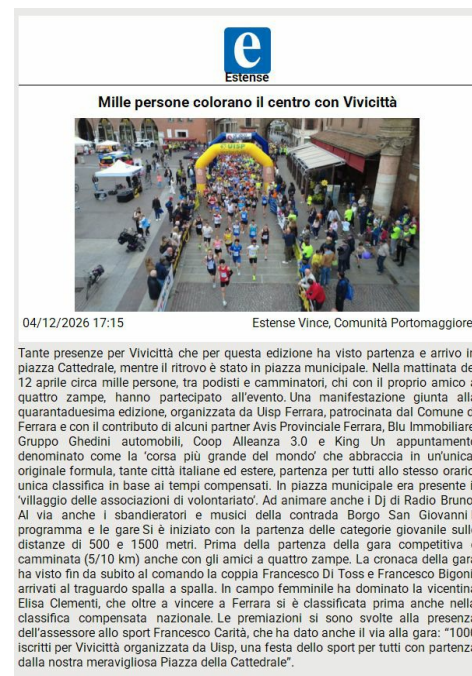 e
Estense
Mille persone colorano il centro con Vivicittà
UISP
04/12/2026 17:15 Estense Vince, Comunità Portomaggiore
Tante presenze per Vivicittà che per questa edizione ha visto partenza e arrivo in
piazza Cattedrale, mentre il ritrovo è stato in piazza municipale. Nella mattinata de
12 aprile circa mille persone, tra podisti e camminatori, chi con il proprio amico a
quattro zampe, hanno partecipato all'evento. Una manifestazione giunta alla
quarantaduesima edizione, organizzata da Uisp Ferrara, patrocinata dal Comune d
Ferrara e con il contributo di alcuni partner Avis Provinciale Ferrara, Blu Immobiliare
Gruppo Ghedini automobili, Coop Alleanza 3.0 e King Un appuntame
denominato come la 'corsa più grande del mondo' che abbraccia in un'unica
originale formula, tante città italiane ed estere, partenza per tutti allo stesso orario
unica classifica in base ai tempi compensati. In piazza municipale era presente i
'villaggio delle associazioni di volontariato'. Ad animare anche i Dj di Radio Bruno
Al via anche i sbandieratori e musici della contrada Borgo San Giovanni
programma e le gare Si è iniziato con la partenza delle categorie giovanile sulle
distanze di 500 e 1500 metri. Prima della partenza della gara competitiva e
camminata (5/10 km) anche con gli amici a quattro zampe. La cronaca della gara
ha visto fin da subito al comando la coppia Francesco Di Toss e Francesco Bigoni
arrivati al traguardo spalla a spalla. In campo femminile ha dominato la vicentina
Elisa Clementi, che oltre a vincere a Ferrara si è classificata prima anche nella
classifica compensata nazionale. Le premiazioni si sono svolte alla presenza
dell'assessore allo sport Francesco Carità, che ha dato anche il via alla gara: "1000
iscritti per Vivicittà organizzata da Uisp, una festa dello sport per tutti con partenza
dalla nostra meravigliosa Piazza della Cattedrale".